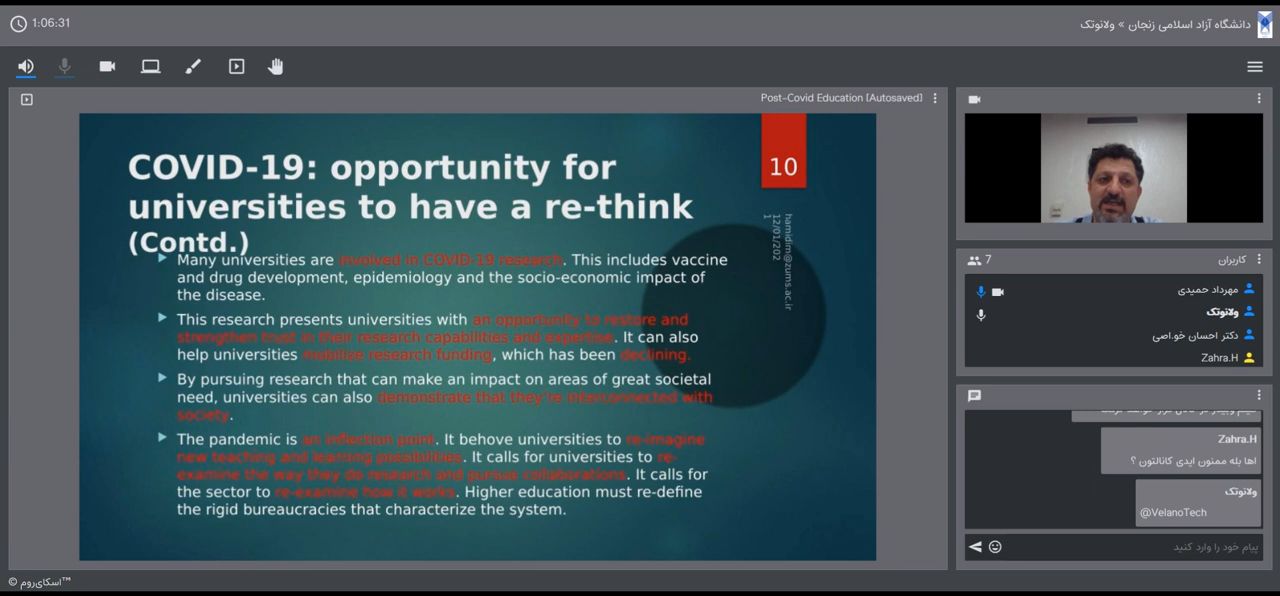 1:06:31
دانشگاه آزاد اسلامی زنجان » ولانوتک
Post-Covid Education [Autosaved]
COVID-19: opportunity for
universities to have a re-think
(Contd.)
10
hamidim@zums.ac.ir
12/01/202
1
Many universities are involved in COVID-19 research. This includes vaccine
and drug development, epidemiology and the socio-economic impact of
the disease.
This research presents universities with an opportunity to restore and
strengthen trust in their research capabilities and expertise. It can also
help universities mobilize research funding, which has been declining.
By pursuing research that can make an impact on areas of great societal
need, universities can also demonstrate that they're interconnected with
society.
The pandemic is an inflection point. It behove universities to re-imagine
new teaching and learning possibilities. It calls for universities to re-
examine the way they do research and pursue collaborations. It calls for
the sector to re-examine how it works. Higher education must re-define
the rigid bureaucracies that characterize the system.
7
کاربران
مهرداد حمیدی
ولانوتک
دکتر احسان خو.اصی
Zahra.H
Zahra.H
اها بله ممنون ایدی کانالتون ؟
ولانوتک
@VelanoTech
پیام خود را وارد کنید
© اسکای‌روم™